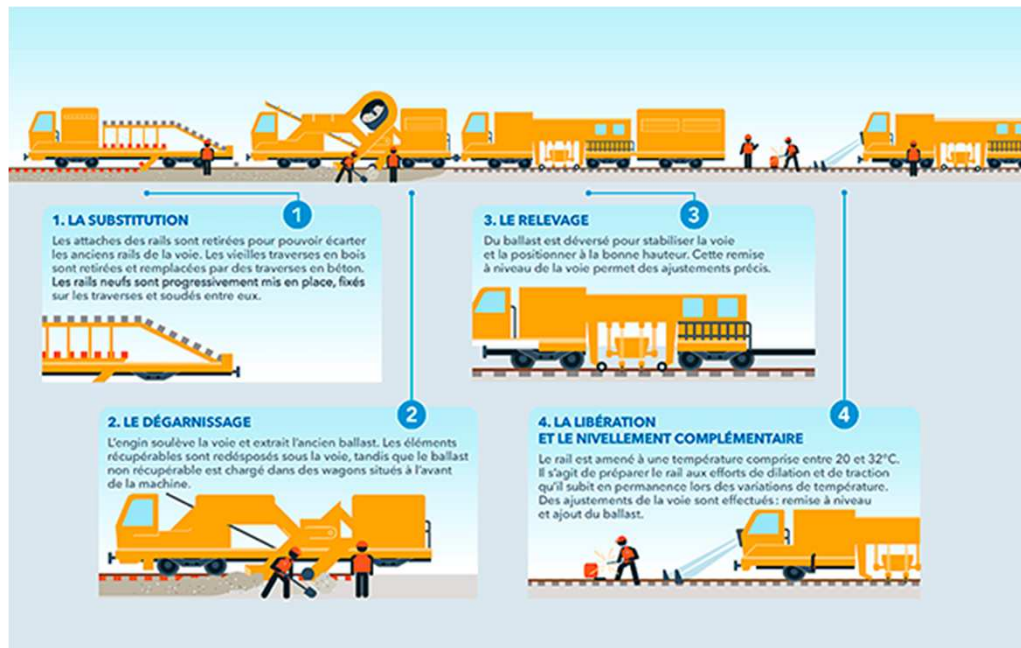 1
1. LA SUBSTITUTION
Les attaches des rails sont retirées pour pouvoir écarter
les anciens rails de la voie. Les vieilles traverses en bois
sont retirées et remplacées par des traverses en béton.
Les rails neufs sont progressivement mis en place, fixés
sur les traverses et soudés entre eux.
2
2. LE DÉGARNISSAGE
L'engin soulève la voie et extrait l'ancien ballast. Les éléments
récupérables sont redésposés sous la voie, tandis que le ballast
non récupérable est chargé dans des wagons situés à l'avant
de la machine.
3
3. LE RELEVAGE
Du ballast est déversé pour stabiliser la voie
et la positionner à la bonne hauteur. Cette remise
à niveau de la voie permet des ajustements précis.
4
4. LA LIBÉRATION
ET LE NIVELLEMENT COMPLÉMENTAIRE
Le rail est amené à une température comprise entre 20 et 32°C.
Il s'agit de préparer le rail aux efforts de dilation et de traction
qu'il subit en permanence lors des variations de température.
Des ajustements de la voie sont effectués : remise à niveau
et ajout du ballast.